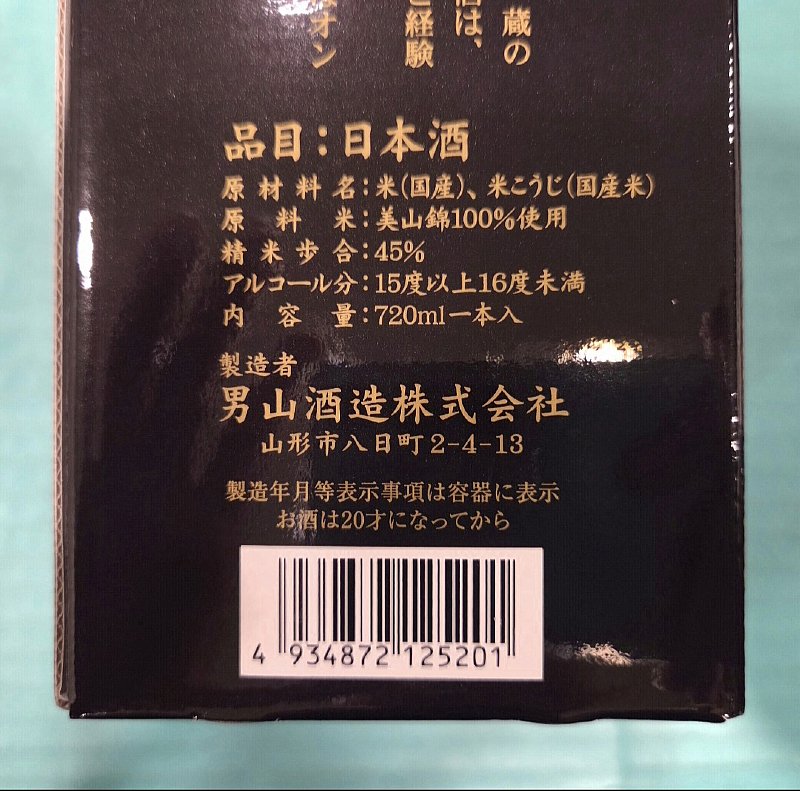 蔵の
は、
経験
オン
品目：日本酒
原材料名：米(国産)、米こうじ(国産米)
原料米：美山錦100%使用
精米歩合：45%
アルコール分：15度以上16度未満
内容量：720ml一本入
製造者
男山酒造株式会社
山形市八日町2-4-13
製造年月等表示事項は容器に表示
お酒は20才になってから
4 934872 125201